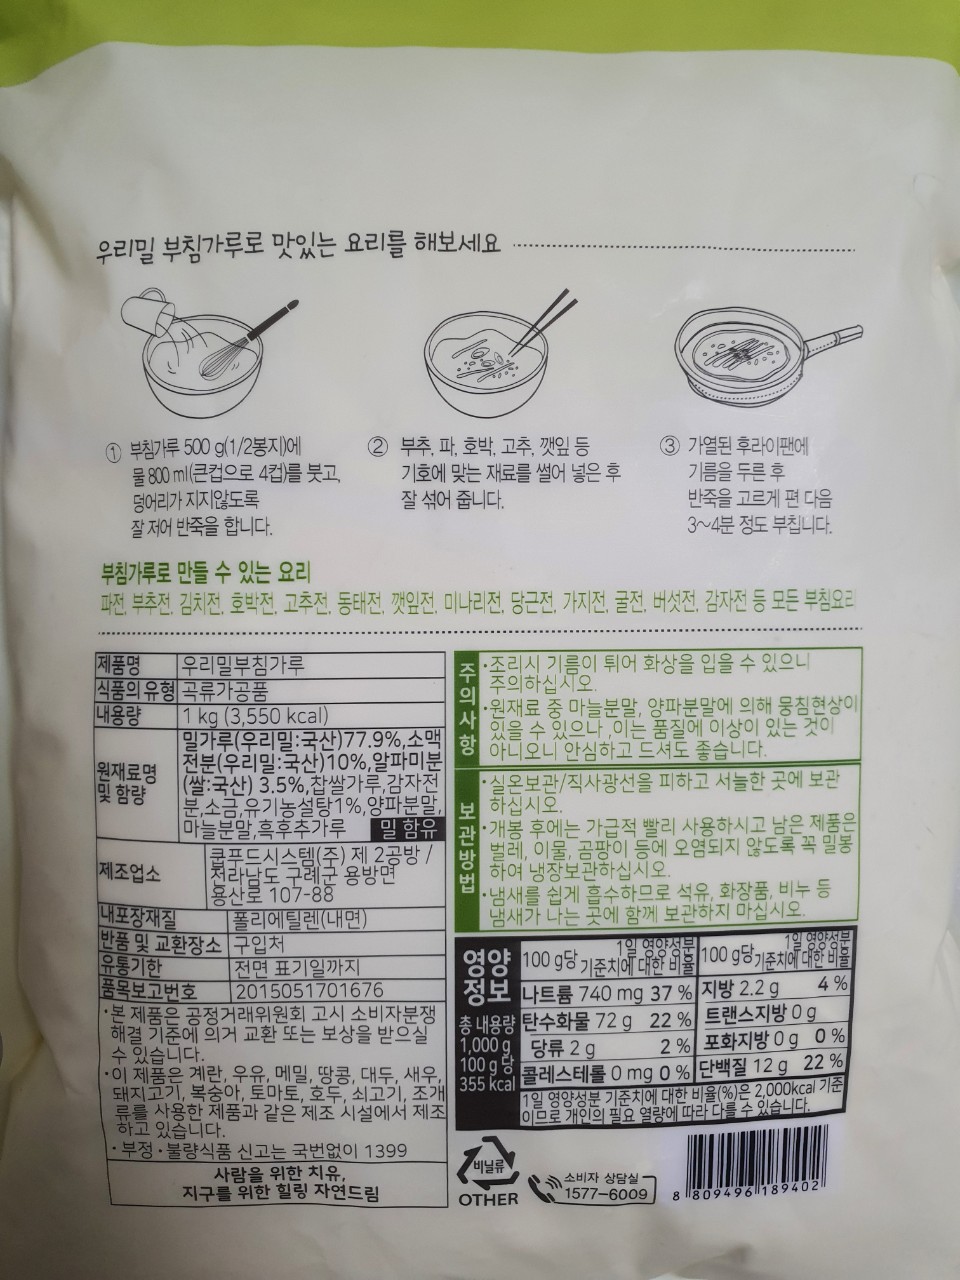 우리밀 부침가루로 맛있는 요리를 해보세요
① 부침가루 500 g(1/2봉지)에
물 800 ml(큰컵으로 4컵)를 붓고,
덩어리가 지지않도록
잘 저어 반죽을 합니다.
② 부추, 파, 호박, 고추, 깻잎 등
기호에 맞는 재료를 썰어 넣은 후
잘 섞어 줍니다.
③ 가열된 후라이팬에
기름을 두른 후
반죽을 고르게 편 다음
3~4분 정도 부칩니다.
부침가루로 만들 수 있는 요리
파전, 부추전, 김치전, 호박전, 고추전, 동태전, 깻잎전, 미나리전, 당근전, 가지전, 굴전, 버섯전, 감자전 등 모든 부침요리
제품명 우리밀부침가루
식품의 유형 곡류가공품
내용량 1 kg (3,550 kcal)
원재료명 및 함량
밀가루(우리밀:국산)77.9%,소맥
전분(우리밀:국산)10%,알파미분
(쌀:국산) 3.5%,찹쌀가루,감자전
분,소금,유기농설탕1%,양파분말,
마늘분말,흑후추가루 밀 함유
제조업소
쿱푸드시스템(주) 제 2공방 /
전라남도 구례군 용방면
용산로 107-88
내포장재질 폴리에틸렌(내면)
반품 및 교환장소 구입처
유통기한 전면 표기일까지
품목보고번호 2015051701676
·본 제품은 공정거래위원회 고시 소비자분쟁
해결 기준에 의거 교환 또는 보상을 받으실
수 있습니다.
·이 제품은 계란, 우유, 메밀, 땅콩, 대두, 새우,
돼지고기, 복숭아, 토마토, 호두, 쇠고기, 조개
류를 사용한 제품과 같은 제조 시설에서 제조
하고 있습니다.
·부정·불량식품 신고는 국번없이 1399
사람을 위한 치유,
지구를 위한 힐링 자연드림
주의사항
·조리시 기름이 튀어 화상을 입을 수 있으니
주의하십시오.
·원재료 중 마늘분말, 양파분말에 의해 뭉침현상이
있을 수 있으나, 이는 품질에 이상이 있는 것이
아니오니 안심하고 드셔도 좋습니다.
보관방법
·실온보관/직사광선을 피하고 서늘한 곳에 보관
하십시오.
·개봉 후에는 가급적 빨리 사용하시고 남은 제품은
벌레, 이물, 곰팡이 등에 오염되지 않도록 꼭 밀봉
하여 냉장보관하십시오.
·냄새를 쉽게 흡수하므로 석유, 화장품, 비누 등
냄새가 나는 곳에 함께 보관하지 마십시오.
영양
정보
총 내용량
1,000 g
100 g 당
355 kcal
100 g당 1일 영양성분 기준치에 대한 비율 100 g당 1일 영양성분 기준치에 대한 비율
나트륨 740 mg 37 % 지방 2.2 g 4 %
탄수화물 72 g 22 % 트랜스지방 0 g
당류 2 g 2 % 포화지방 0 g 0 %
콜레스테롤 0 mg 0 % 단백질 12 g 22 %
1일 영양성분 기준치에 대한 비율(%)은 2,000kcal 기준
이므로 개인의 필요 열량에 따라 다를 수 있습니다.
비닐류
OTHER
소비자 상담실
1577-6009
8 809496 189402